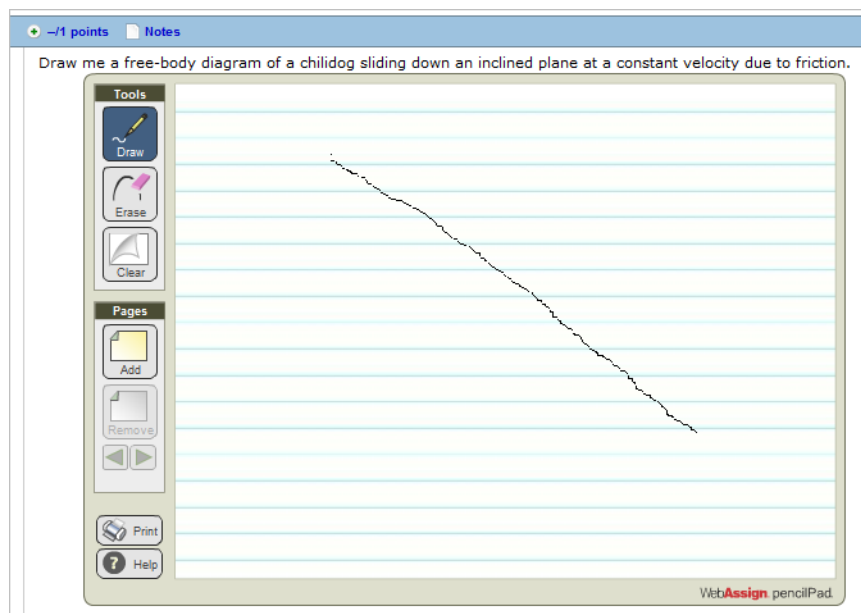 –/1 points Notes
Draw me a free-body diagram of a chilidog sliding down an inclined plane at a constant velocity due to friction.
Tools
Draw
Erase
Clear
Pages
Add
Remove
Print
? Help
WebAssign. pencilPad.